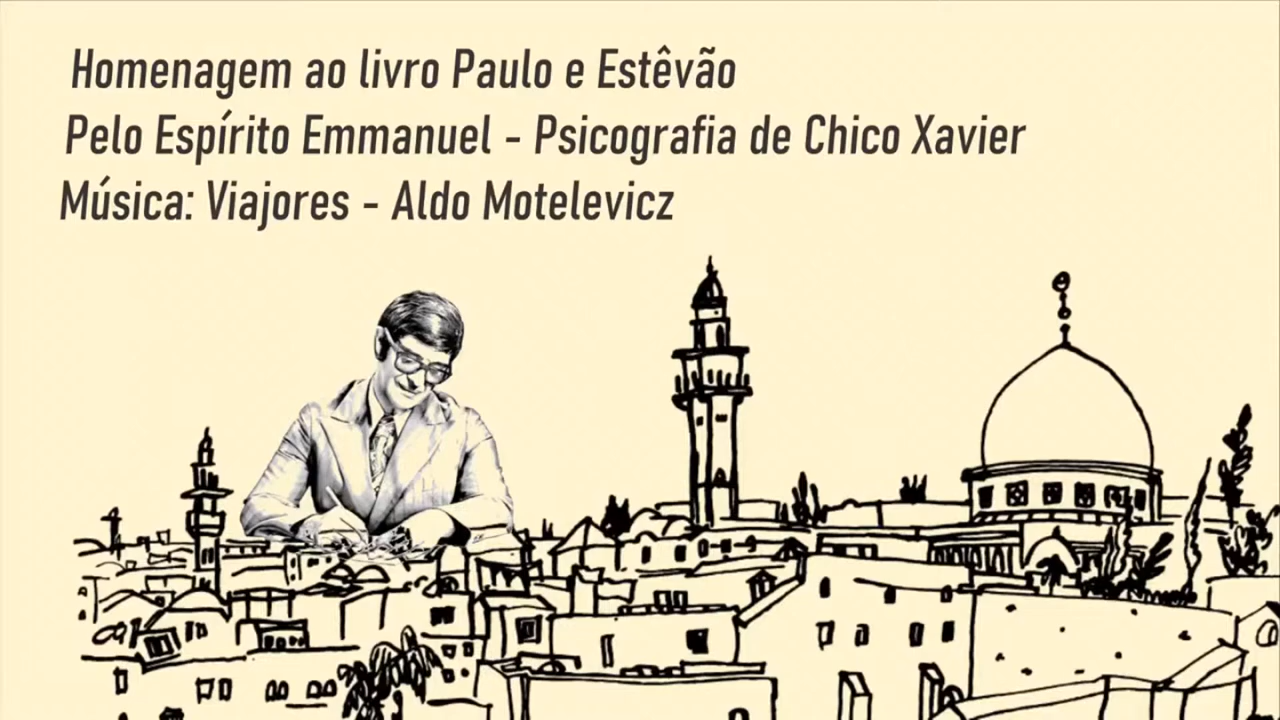 Homenagem ao livro Paulo e Estêvão
Pelo Espírito Emmanuel - Psicografia de Chico Xavier
Música: Viajores - Aldo Motelevicz